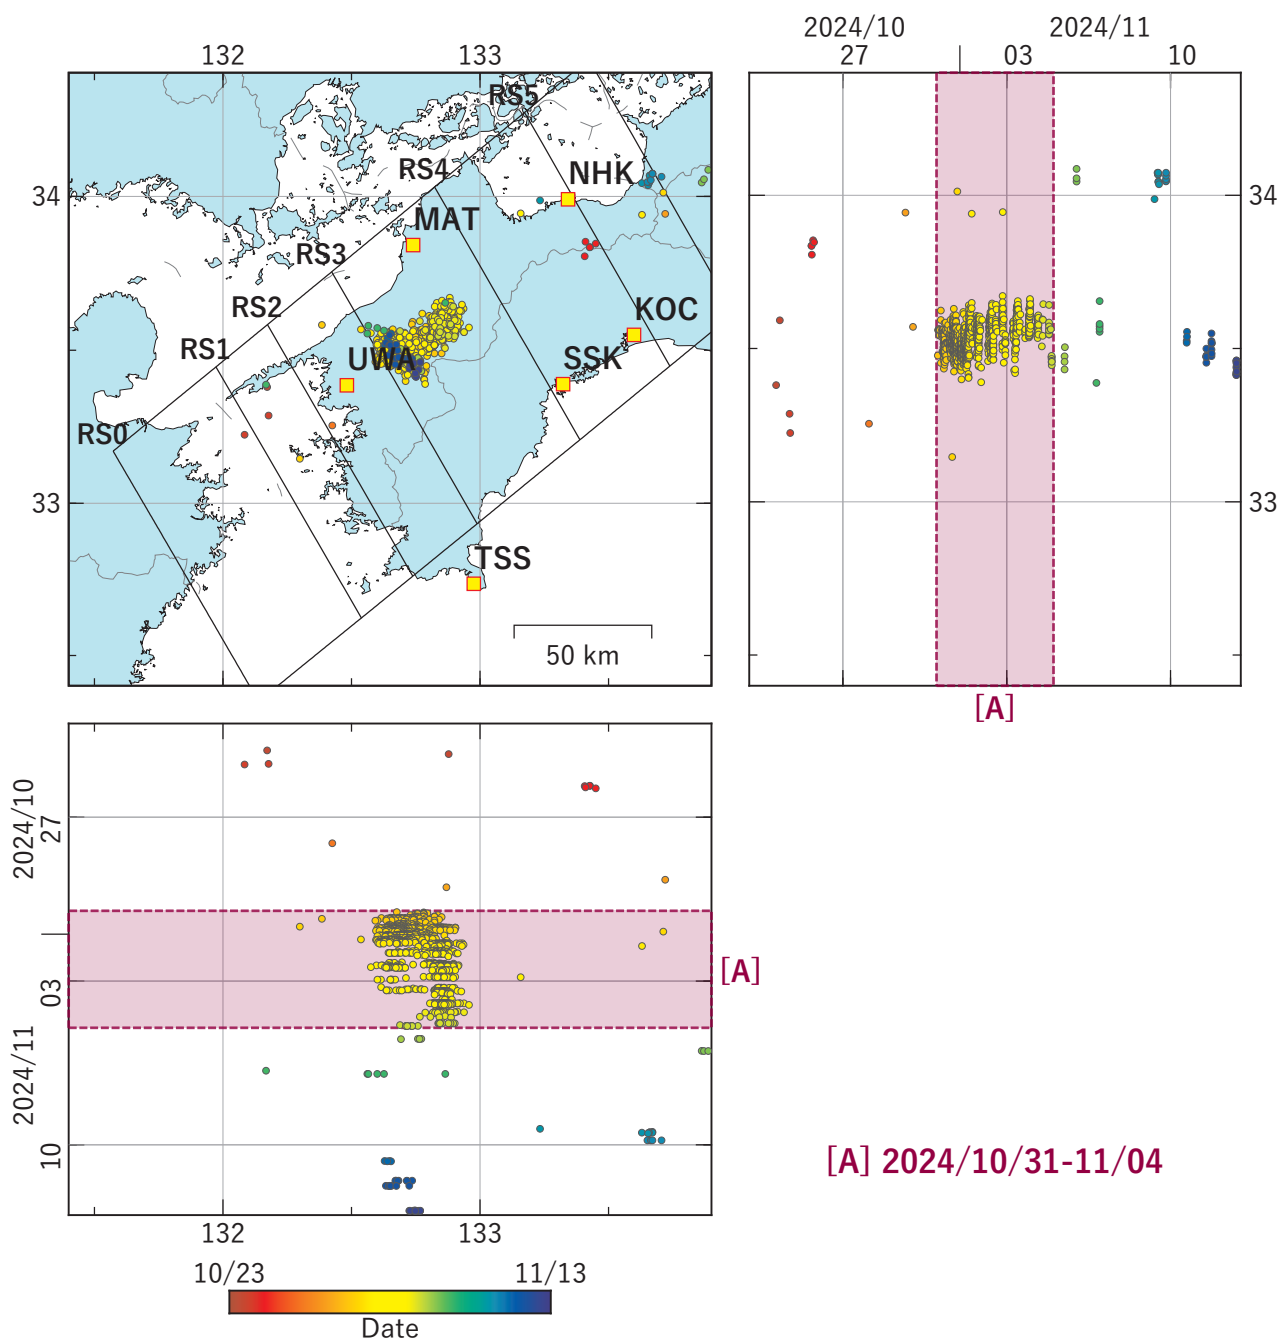 2024/10 2024/11
132 133 27 03 10
RS5
RS4 NHK
34 34
MAT
RS3
RS2 KOC
RS1 UWA SSK
RS0
33 33
TSS
50 km
[A]
2024/10
27
[A]
03
2024/11
10
[A] 2024/10/31-11/04
132 133
10/23 11/13
Date